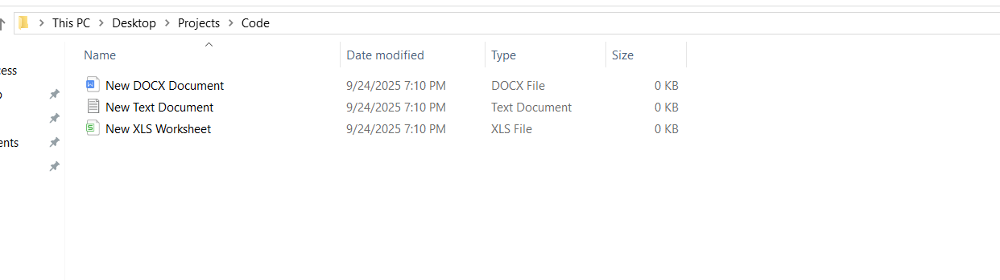 This PC > Desktop > Projects > Code
Name Date modified Type Size
ess
New DOCX Document 9/24/2025 7:10 PM DOCX File 0 KB
New Text Document 9/24/2025 7:10 PM Text Document 0 KB
New XLS Worksheet 9/24/2025 7:10 PM XLS File 0 KB
ents